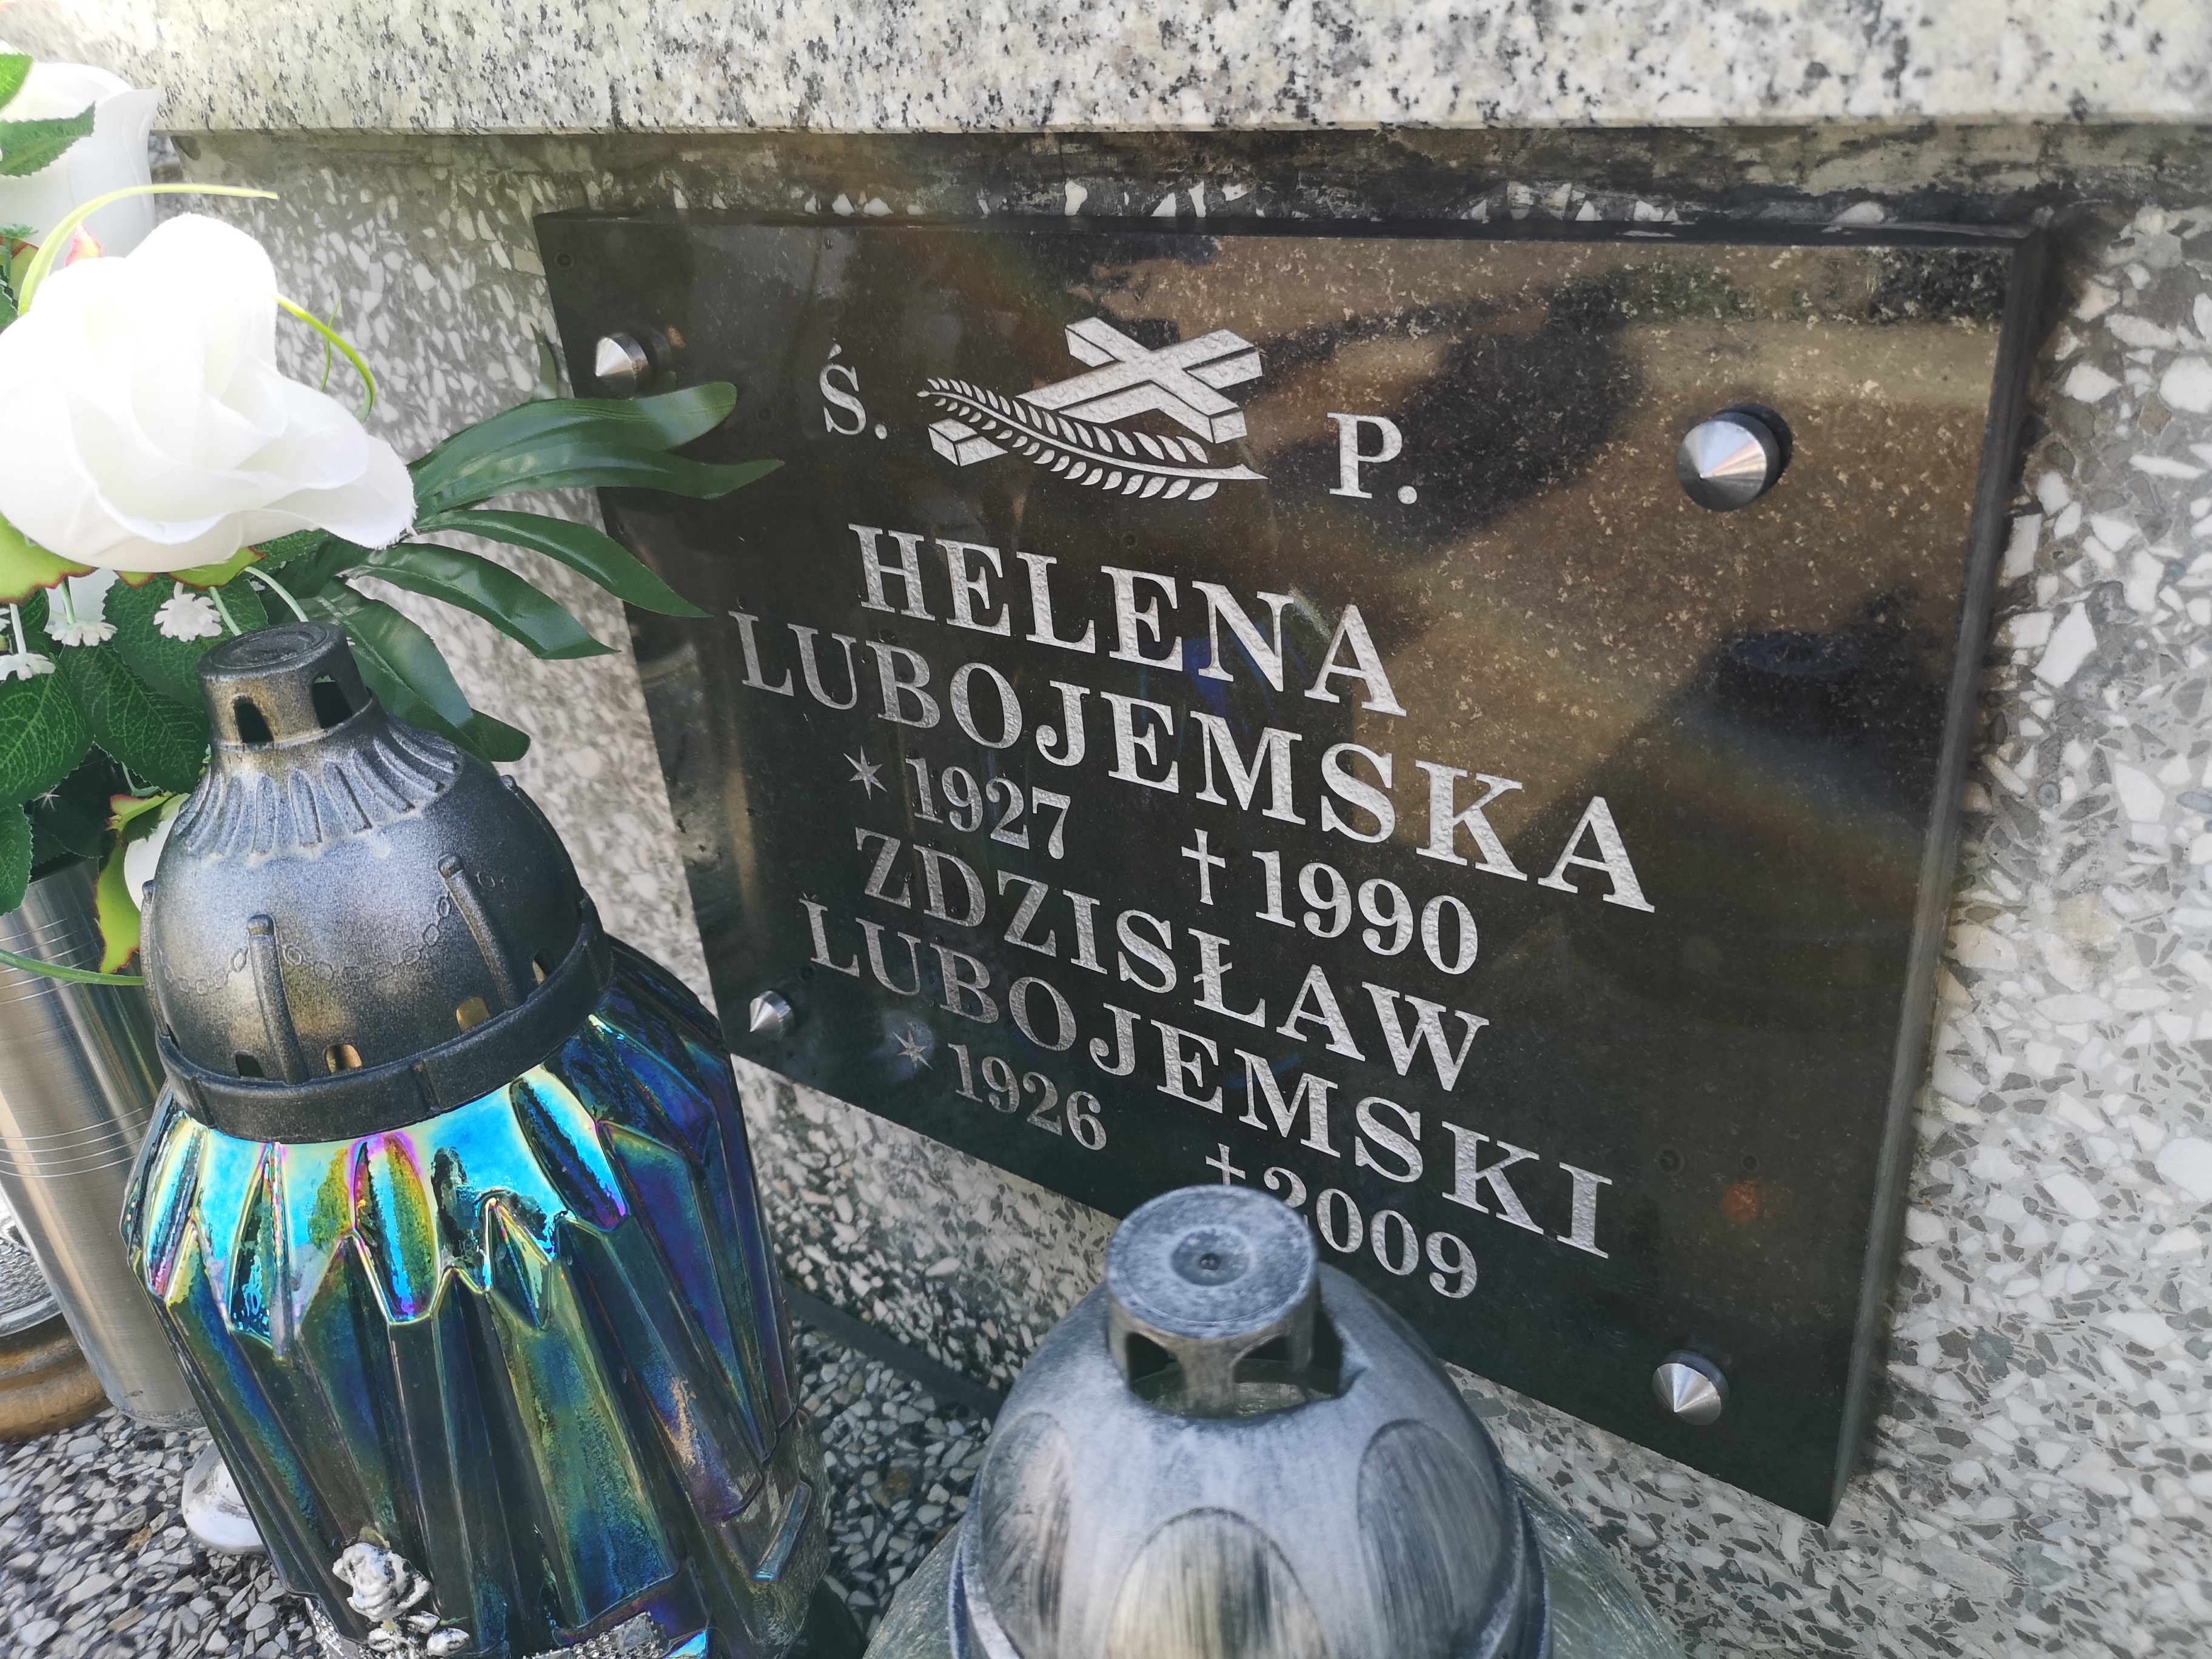 Ś. P.
HELENA
LUBOJEMSKA
* 1927 † 1990
ZDZISŁAW
LUBOJEMSKI
* 1926 † 2009